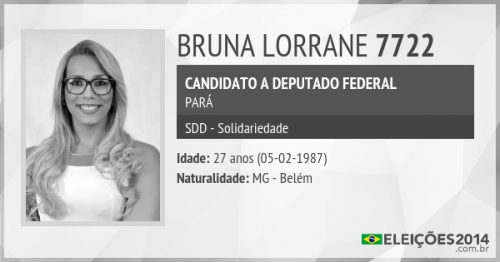 BRUNA LORRANE 7722
CANDIDATO A DEPUTADO FEDERAL
PARÁ
SDD - Solidariedade
Idade: 27 anos (05-02-1987)
Naturalidade: MG - Belém
ELEIÇÕES2014
.com.br